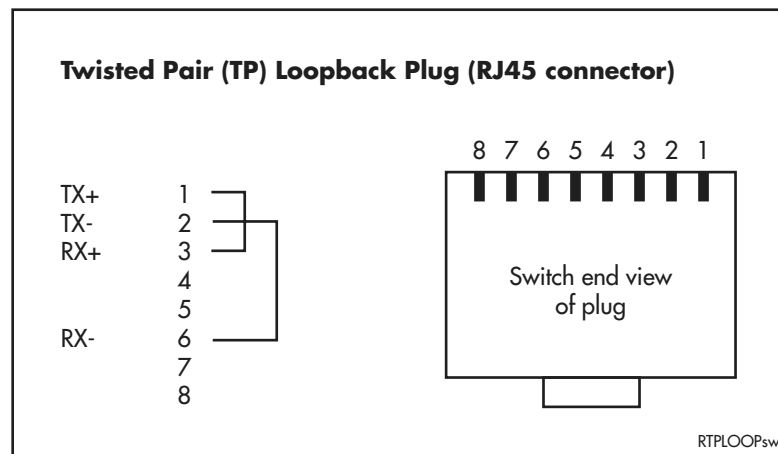 Twisted Pair (TP) Loopback Plug (RJ45 connector)
TX+ 1
TX- 2
RX+ 3
4
5
RX- 6
7
8
8 7 6 5 4 3 2 1
Switch end view
of plug
RTPLOOPsw